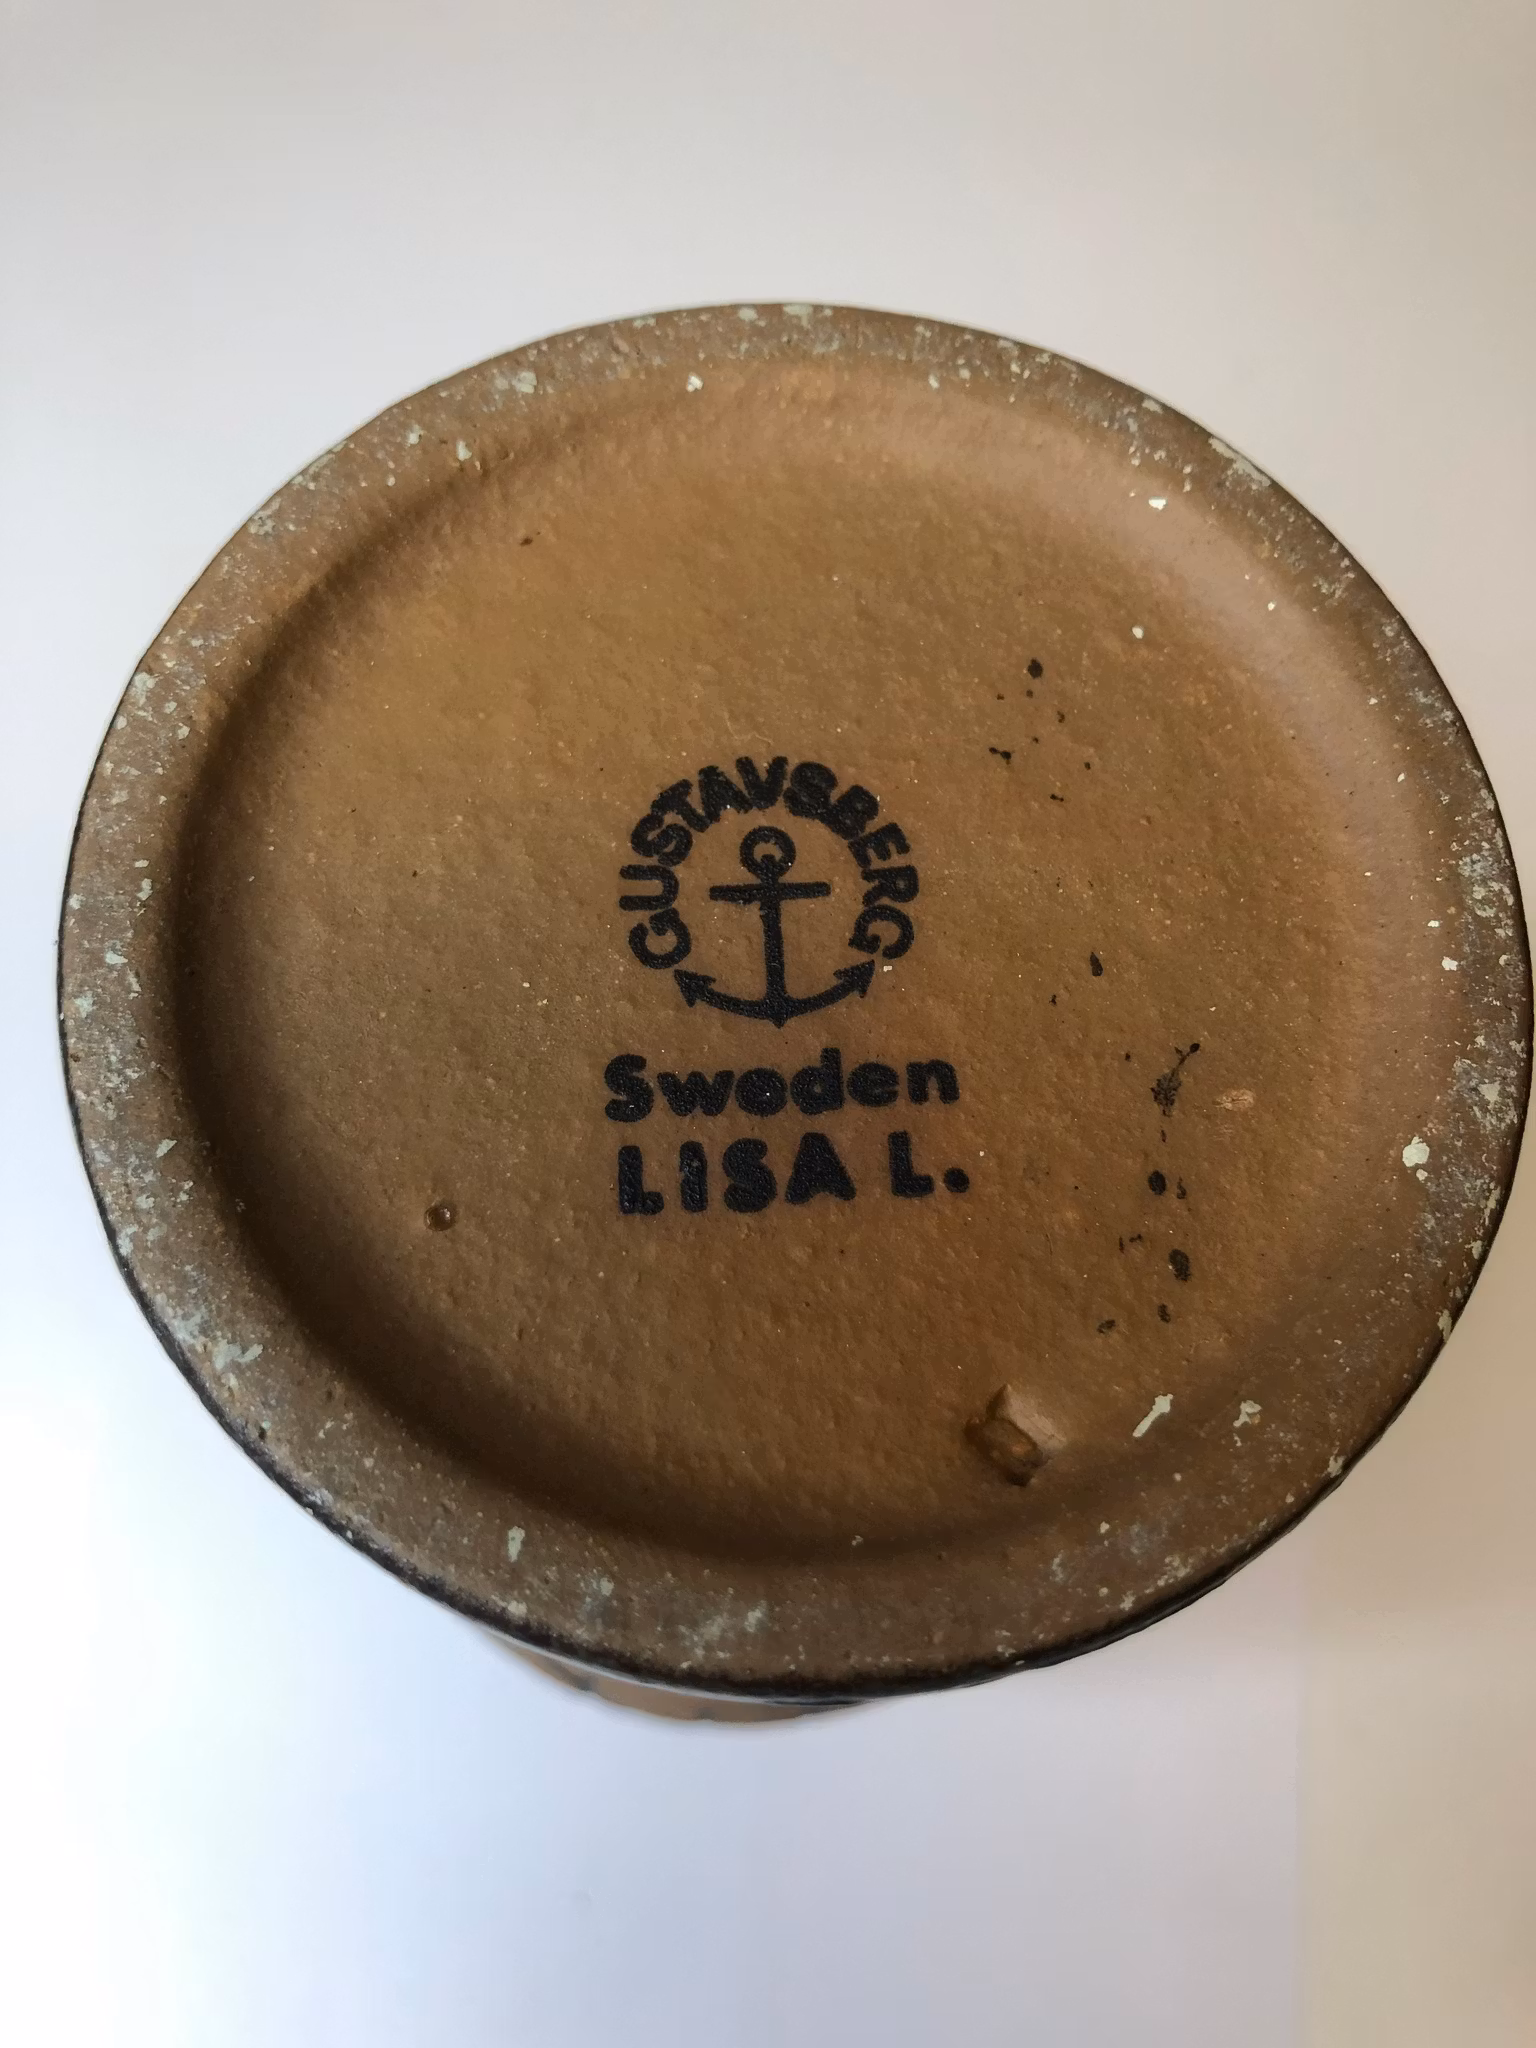 GUSTAVSBERG
G
Sweden
LISA L.